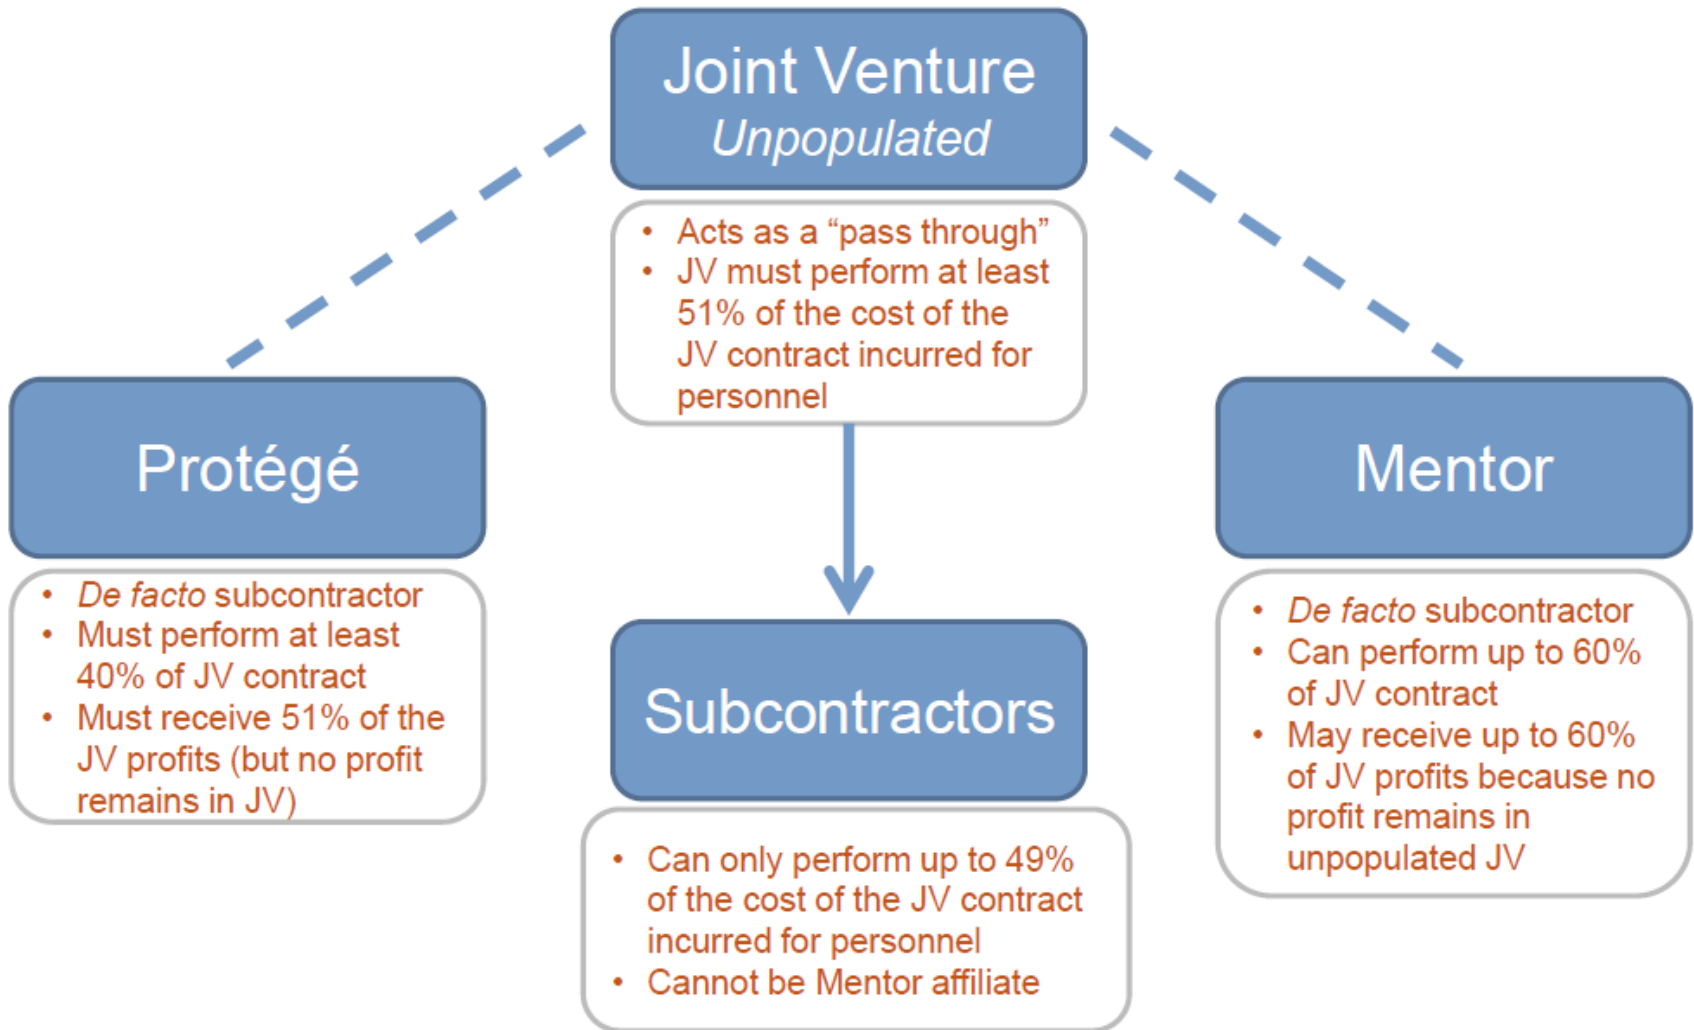 Joint Venture
Unpopulated
• Acts as a “pass through”
• JV must perform at least
51% of the cost of the
JV contract incurred for
personnel
Protégé
• De facto subcontractor
• Must perform at least
40% of JV contract
• Must receive 51% of the
JV profits (but no profit
remains in JV)
Mentor
• De facto subcontractor
• Can perform up to 60%
of JV contract
• May receive up to 60%
of JV profits because no
profit remains in
unpopulated JV
Subcontractors
• Can only perform up to 49%
of the cost of the JV contract
incurred for personnel
• Cannot be Mentor affiliate